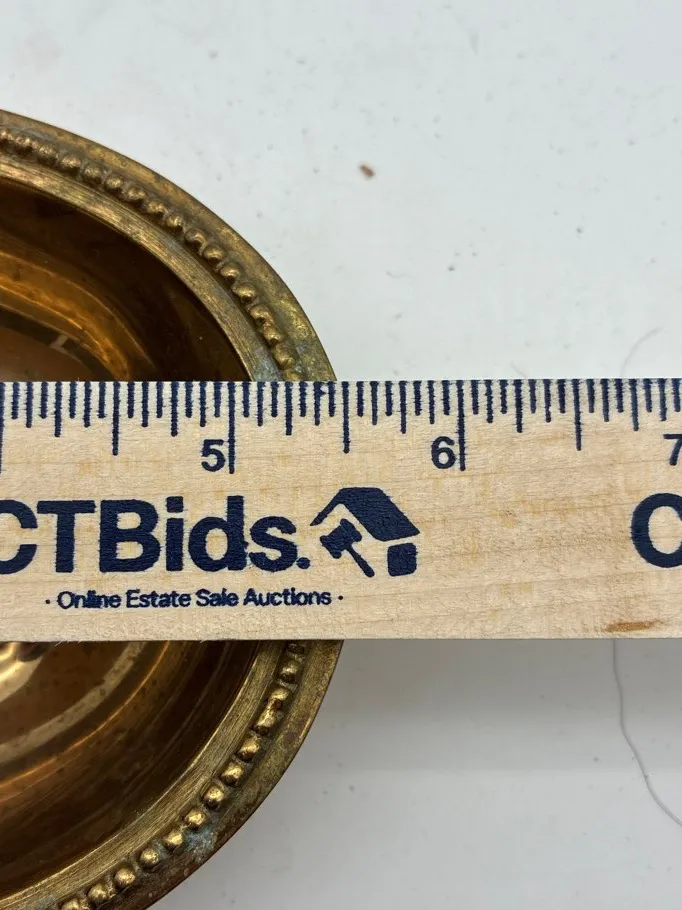 5 6 7
CTBids.
C
· Online Estate Sale Auctions ·